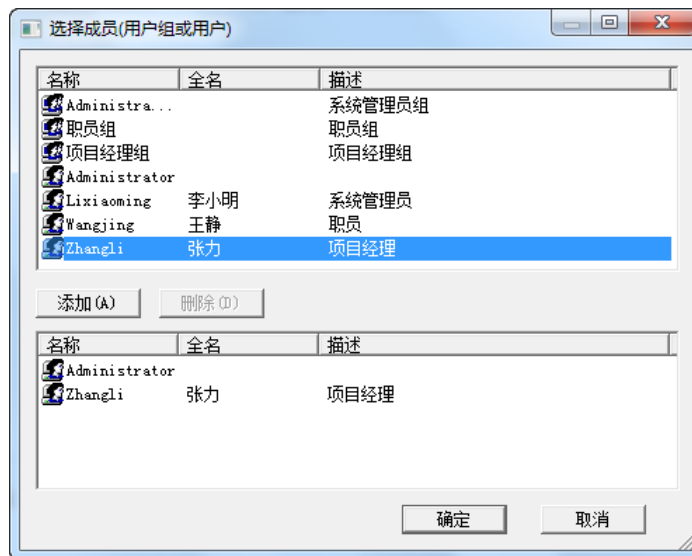 选择成员(用户组或用户)
名称 全名 描述
Administra... 系统管理员组
职员组 职员组
项目经理组 项目经理组
Administrator
Lixiaoming 李小明 系统管理员
Wangjing 王静 职员
Zhangli 张力 项目经理
添加(A) 删除(D)
名称 全名 描述
Administrator
Zhangli 张力 项目经理
确定 取消